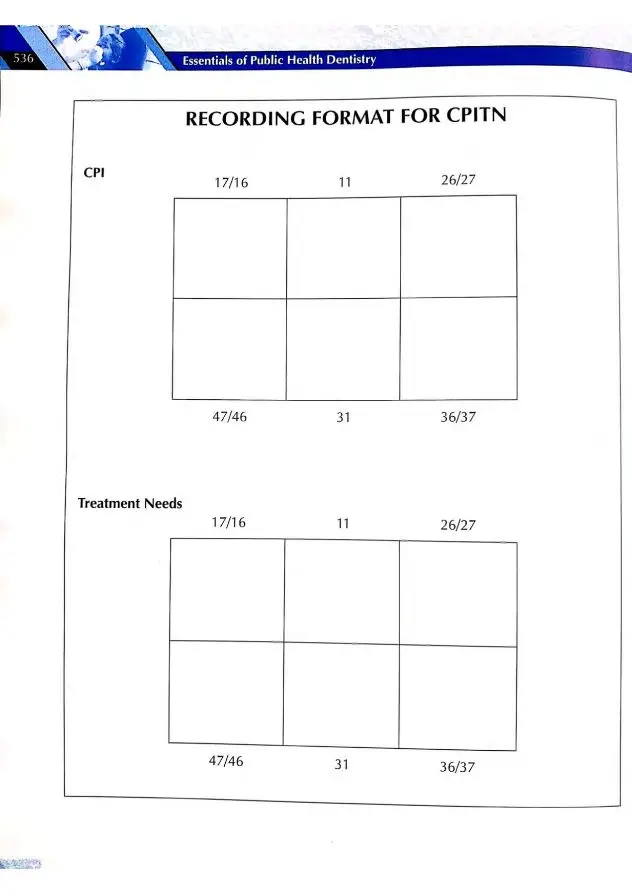 536
Essentials of Public Health Dentistry
RECORDING FORMAT FOR CPITN
CPI
17/16 11 26/27
47/46 31 36/37
Treatment Needs
17/16 11 26/27
47/46 31 36/37